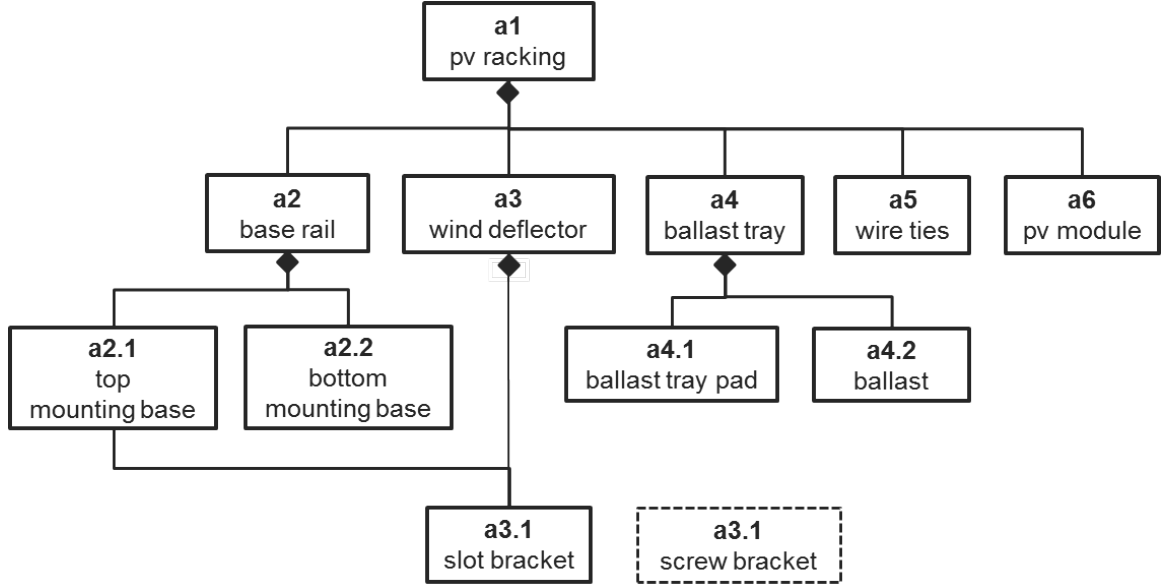 a1
pv racking
a2
base rail
a3
wind deflector
a4
ballast tray
a5
wire ties
a6
pv module
a2.1
top
mounting base
a2.2
bottom
mounting base
a4.1
ballast tray pad
a4.2
ballast
a3.1
slot bracket
a3.1
screw bracket